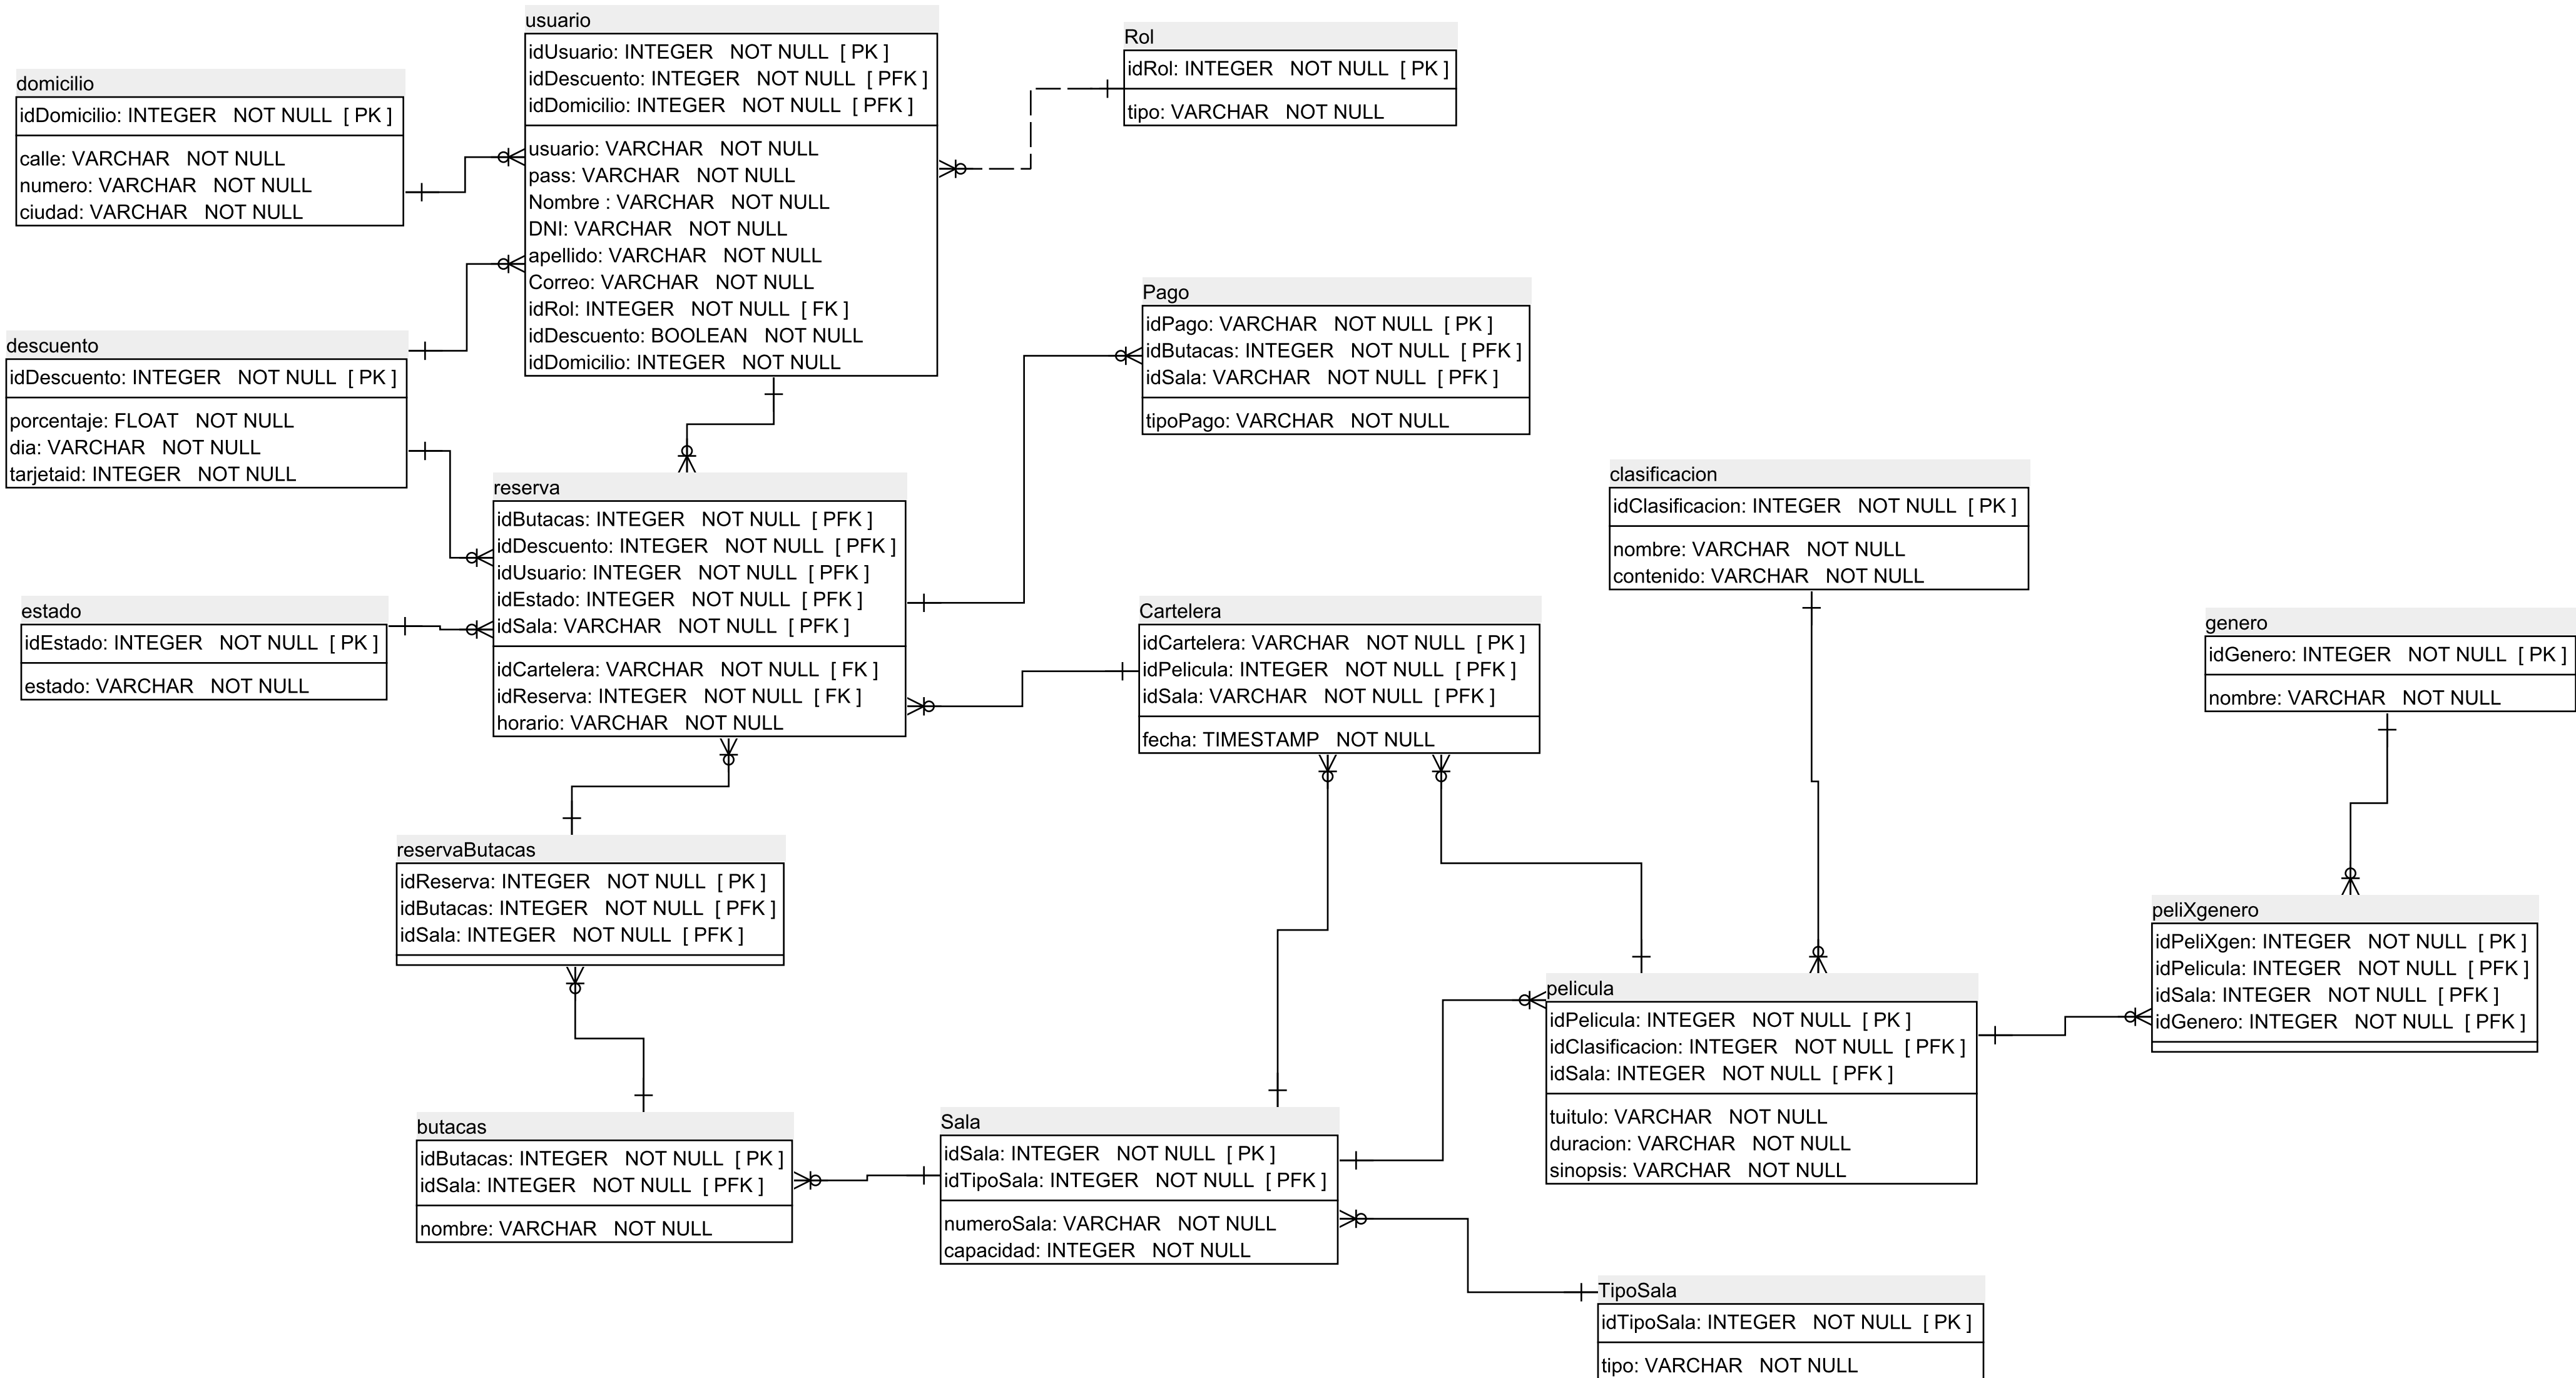 usuario
idUsuario: INTEGER NOT NULL [ PK ]
idDescuento: INTEGER NOT NULL [ PFK ]
idDomicilio: INTEGER NOT NULL [ PFK ]
usuario: VARCHAR NOT NULL
pass: VARCHAR NOT NULL
Nombre : VARCHAR NOT NULL
DNI: VARCHAR NOT NULL
apellido: VARCHAR NOT NULL
Correo: VARCHAR NOT NULL
idRol: INTEGER NOT NULL [ FK ]
idDescuento: BOOLEAN NOT NULL
idDomicilio: INTEGER NOT NULL
Rol
idRol: INTEGER NOT NULL [ PK ]
tipo: VARCHAR NOT NULL
domicilio
idDomicilio: INTEGER NOT NULL [ PK ]
calle: VARCHAR NOT NULL
numero: VARCHAR NOT NULL
ciudad: VARCHAR NOT NULL
Pago
idPago: VARCHAR NOT NULL [ PK ]
idButacas: INTEGER NOT NULL [ PFK ]
idSala: VARCHAR NOT NULL [ PFK ]
tipoPago: VARCHAR NOT NULL
descuento
idDescuento: INTEGER NOT NULL [ PK ]
porcentaje: FLOAT NOT NULL
dia: VARCHAR NOT NULL
tarjetaid: INTEGER NOT NULL
reserva
idButacas: INTEGER NOT NULL [ PFK ]
idDescuento: INTEGER NOT NULL [ PFK ]
idUsuario: INTEGER NOT NULL [ PFK ]
idEstado: INTEGER NOT NULL [ PFK ]
idSala: VARCHAR NOT NULL [ PFK ]
idCartelera: VARCHAR NOT NULL [ FK ]
idReserva: INTEGER NOT NULL [ FK ]
horario: VARCHAR NOT NULL
clasificacion
idClasificacion: INTEGER NOT NULL [ PK ]
nombre: VARCHAR NOT NULL
contenido: VARCHAR NOT NULL
estado
idEstado: INTEGER NOT NULL [ PK ]
estado: VARCHAR NOT NULL
Cartelera
idCartelera: VARCHAR NOT NULL [ PK ]
idPelicula: INTEGER NOT NULL [ PFK ]
idSala: VARCHAR NOT NULL [ PFK ]
fecha: TIMESTAMP NOT NULL
genero
idGenero: INTEGER NOT NULL [ PK ]
nombre: VARCHAR NOT NULL
reservaButacas
idReserva: INTEGER NOT NULL [ PK ]
idButacas: INTEGER NOT NULL [ PFK ]
idSala: INTEGER NOT NULL [ PFK ]
peliXgenero
idPeliXgen: INTEGER NOT NULL [ PK ]
idPelicula: INTEGER NOT NULL [ PFK ]
idSala: INTEGER NOT NULL [ PFK ]
idGenero: INTEGER NOT NULL [ PFK ]
pelicula
idPelicula: INTEGER NOT NULL [ PK ]
idClasificacion: INTEGER NOT NULL [ PFK ]
idSala: INTEGER NOT NULL [ PFK ]
tuitulo: VARCHAR NOT NULL
duracion: VARCHAR NOT NULL
sinopsis: VARCHAR NOT NULL
butacas
idButacas: INTEGER NOT NULL [ PK ]
idSala: INTEGER NOT NULL [ PFK ]
nombre: VARCHAR NOT NULL
Sala
idSala: INTEGER NOT NULL [ PK ]
idTipoSala: INTEGER NOT NULL [ PFK ]
numeroSala: VARCHAR NOT NULL
capacidad: INTEGER NOT NULL
TipoSala
idTipoSala: INTEGER NOT NULL [ PK ]
tipo: VARCHAR NOT NULL